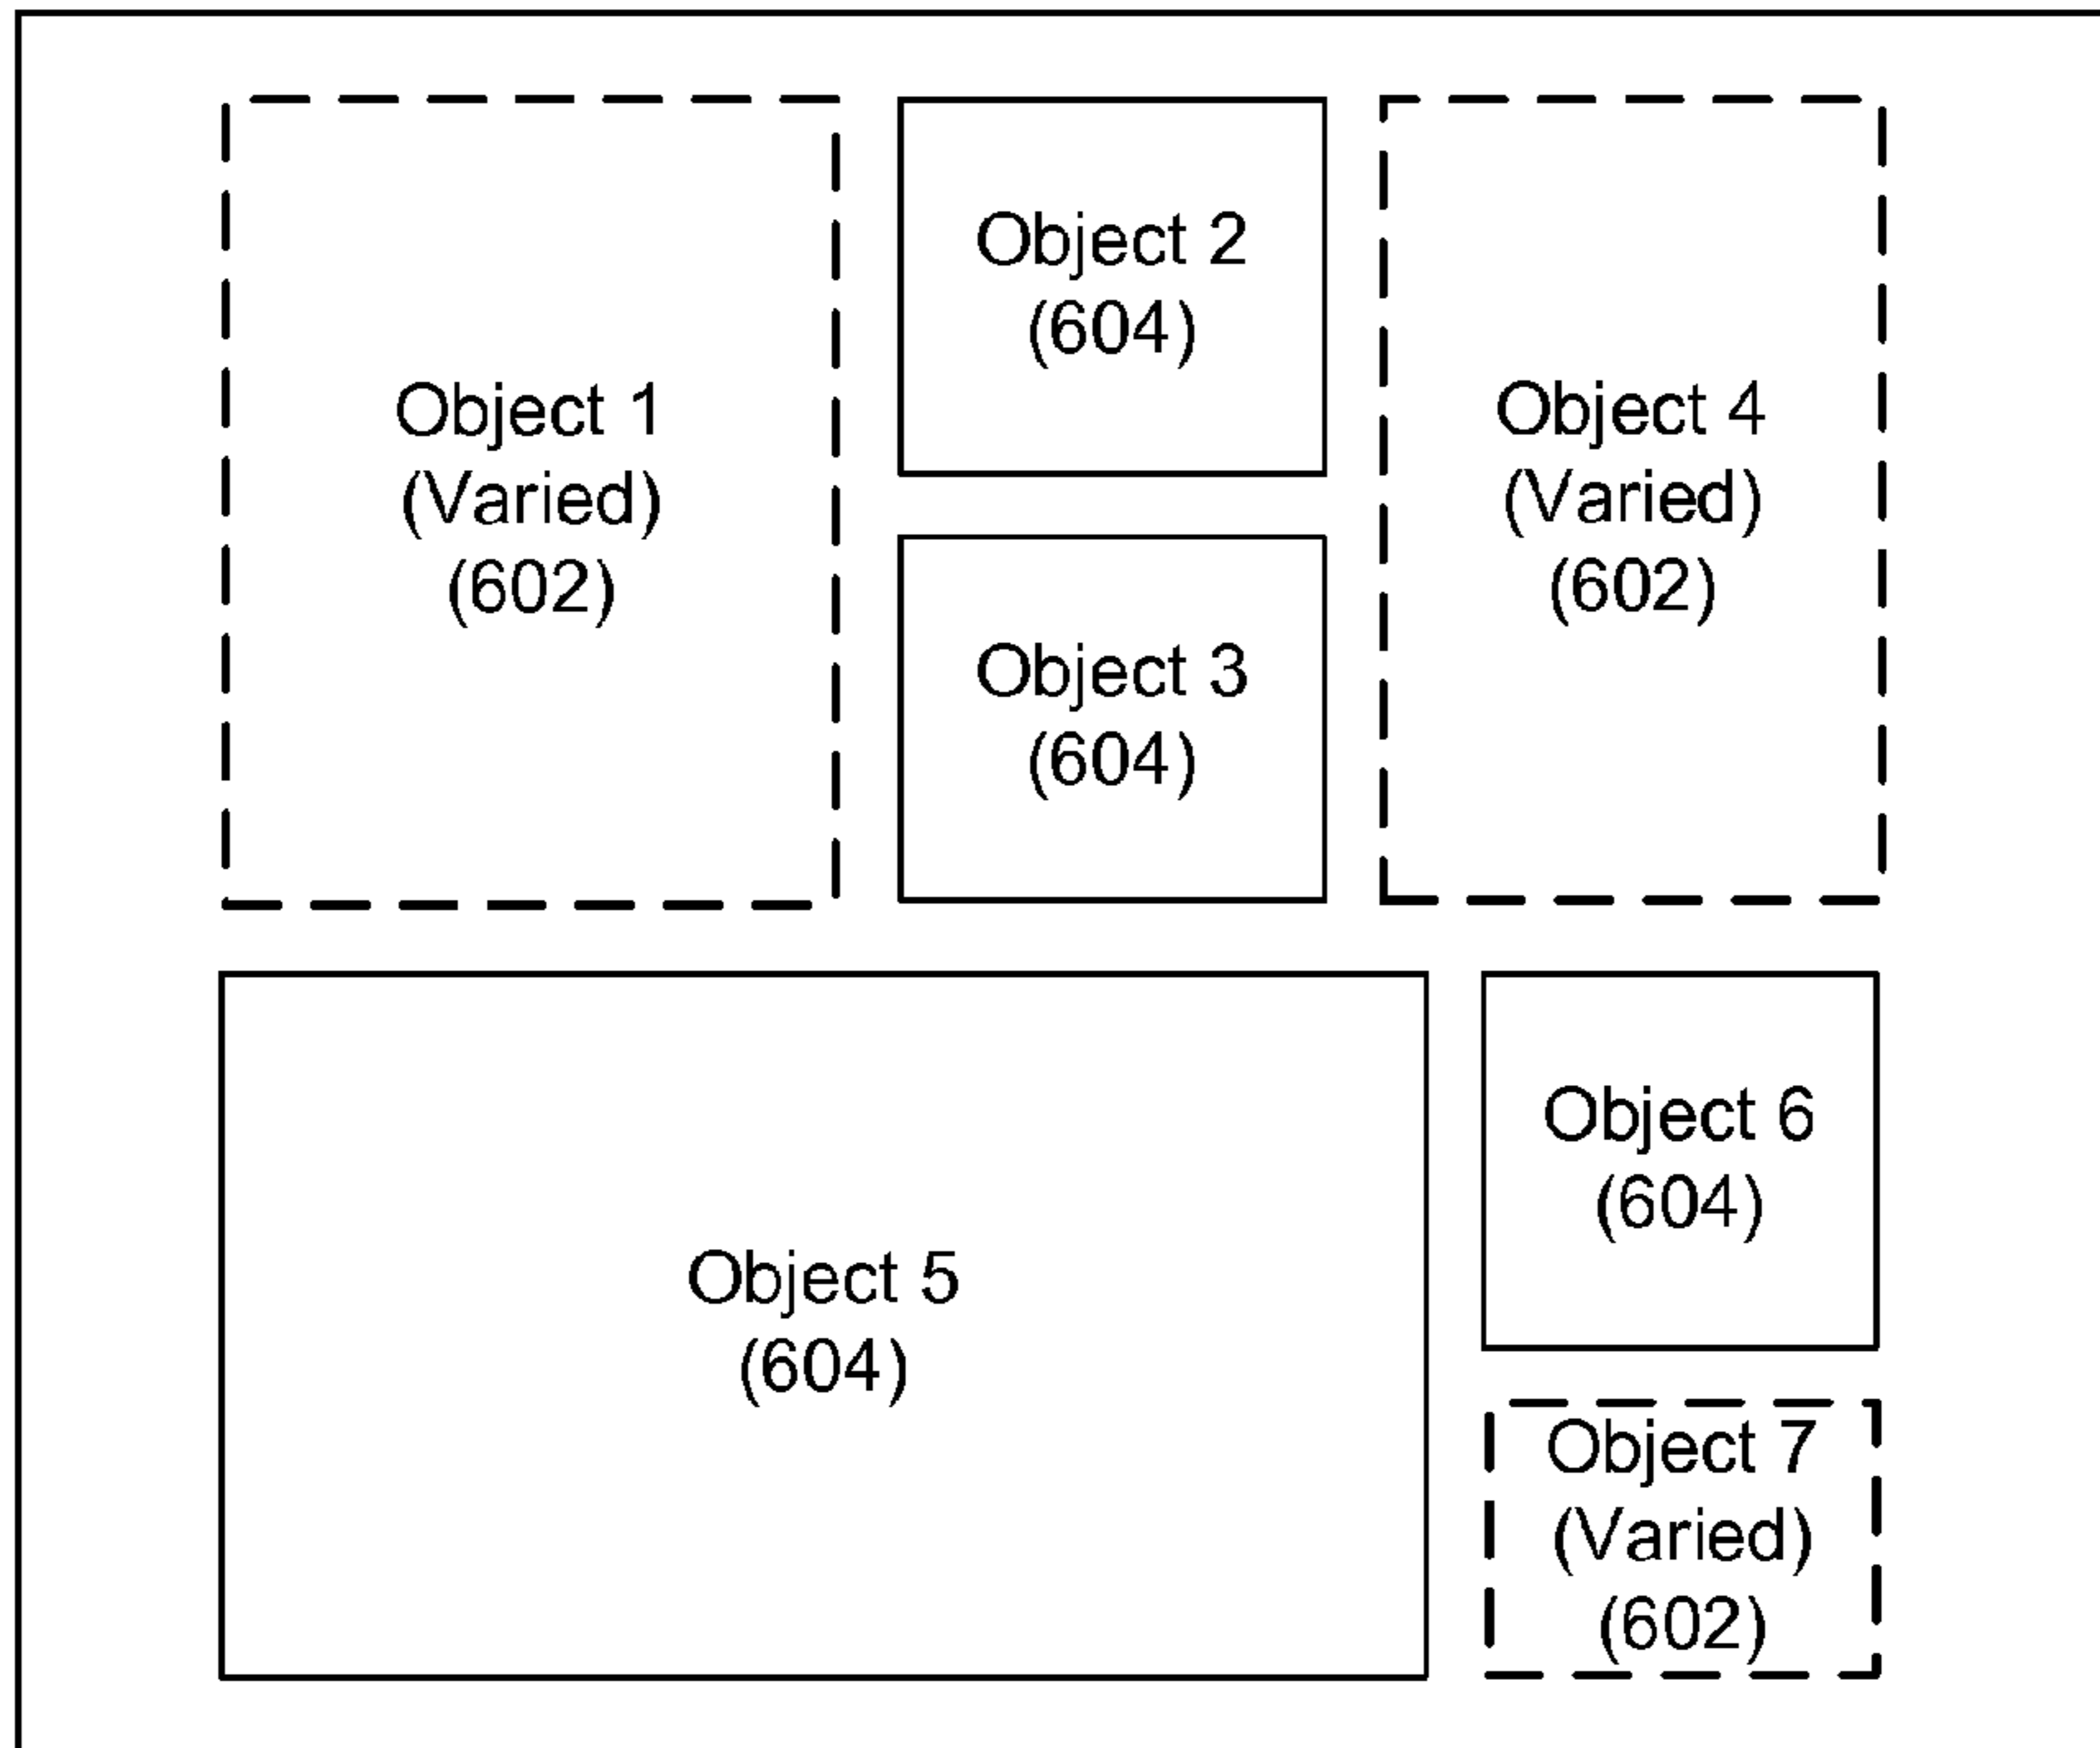 Object 1
(Varied)
(602)
Object 2
(604)
Object 3
(604)
Object 4
(Varied)
(602)
Object 5
(604)
Object 6
(604)
Object 7
(Varied)
(602)